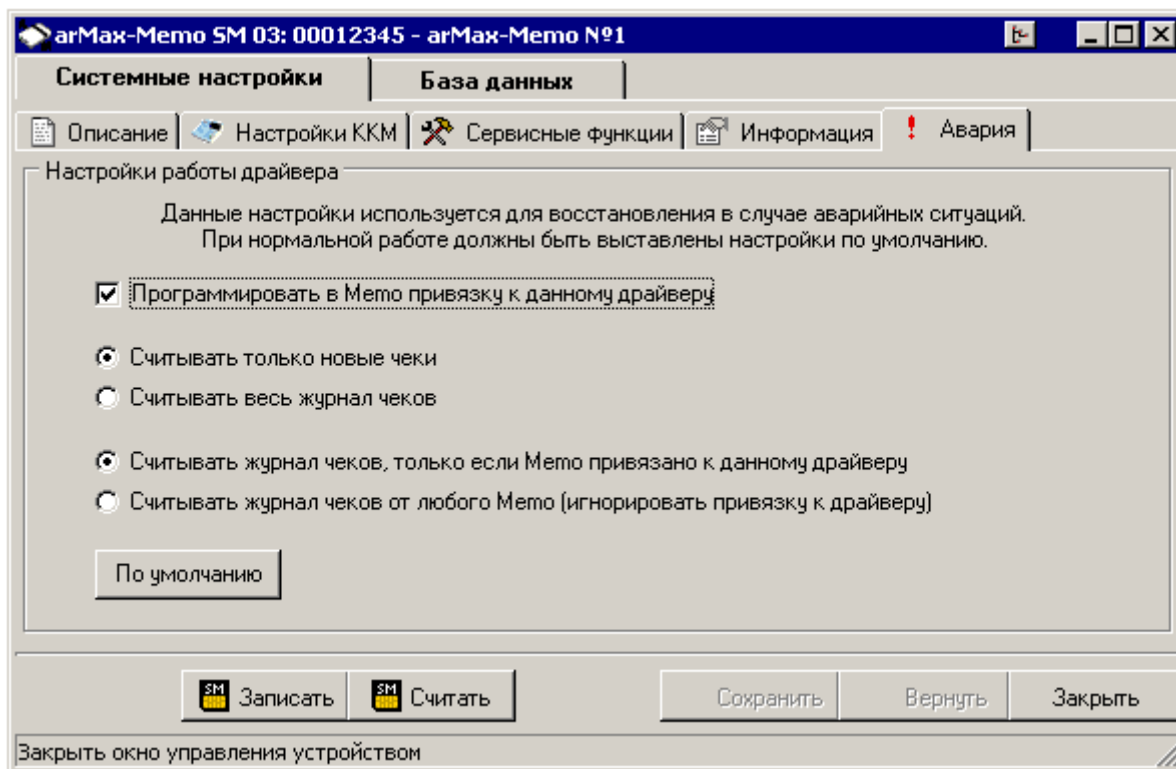 arMax-Memo SM 03: 00012345 - arMax-Memo №1
Системные настройки База данных
Описание Настройки ККМ Сервисные функции Информация Авария
Настройки работы драйвера
Данные настройки используется для восстановления в случае аварийных ситуаций.
При нормальной работе должны быть выставлены настройки по умолчанию.
Программировать в Memo привязку к данному драйверу
Считывать только новые чеки
Считывать весь журнал чеков
Считывать журнал чеков, только если Memo привязано к данному драйверу
Считывать журнал чеков от любого Memo (игнорировать привязку к драйверу)
По умолчанию
SM Записать SM Считать Сохранить Вернуть Закрыть
Закрыть окно управления устройством